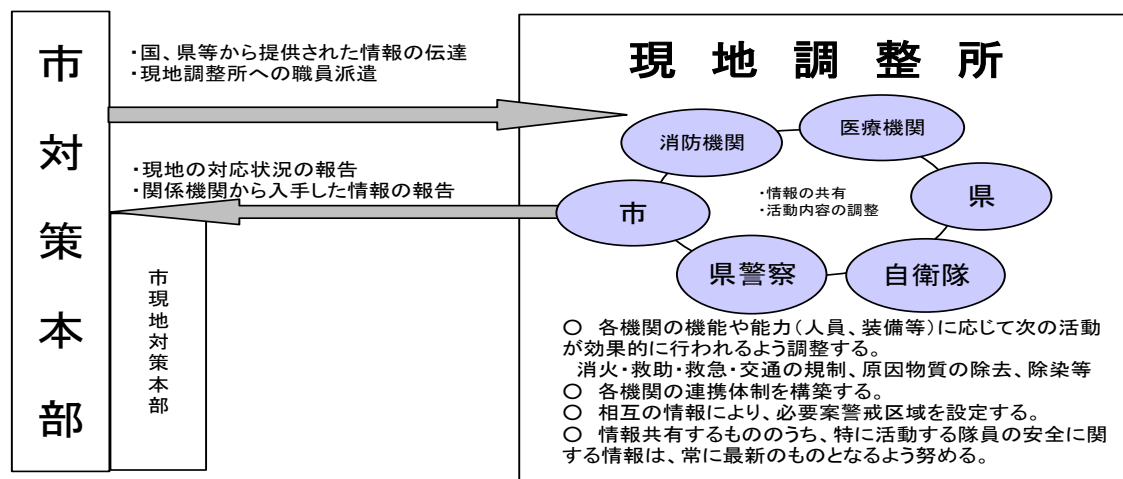 市対策本部
・国、県等から提供された情報の伝達
・現地調整所への職員派遣
・現地の対応状況の報告
・関係機関から入手した情報の報告
市現地対策本部
現地調整所
消防機関
医療機関
市
・情報の共有
・活動内容の調整
県
県警察
自衛隊
○ 各機関の機能や能力(人員、装備等)に応じて次の活動
が効果的に行われるよう調整する。
消火・救助・救急・交通の規制、原因物質の除去、除染等
○ 各機関の連携体制を構築する。
○ 相互の情報により、必要案警戒区域を設定する。
○ 情報共有するもののうち、特に活動する隊員の安全に関
する情報は、常に最新のものとなるよう努める。